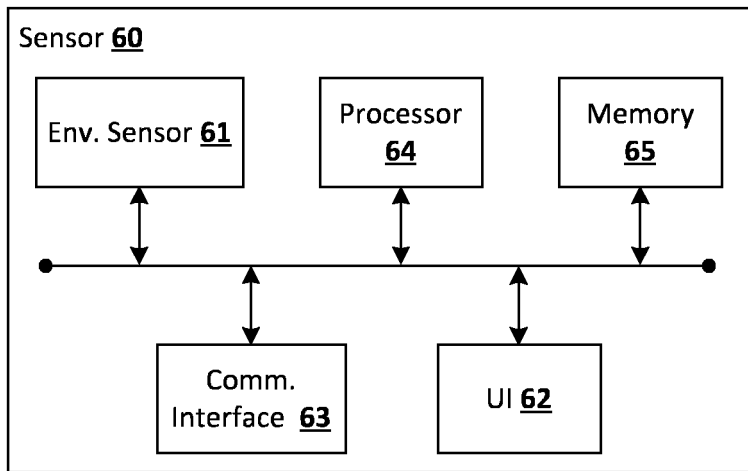 Sensor 60
Env. Sensor 61
Processor
64
Memory
65
Comm.
Interface 63
UI 62